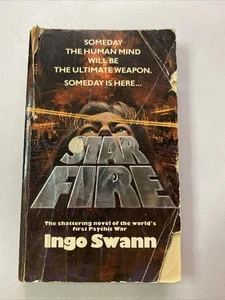 SOMEDAY
THE HUMAN MIND
WILL BE
THE ULTIMATE WEAPON.
SOMEDAY IS HERE...
STAR
FIRE
The shattering novel of the world's
first Psychic War
Ingo Swann